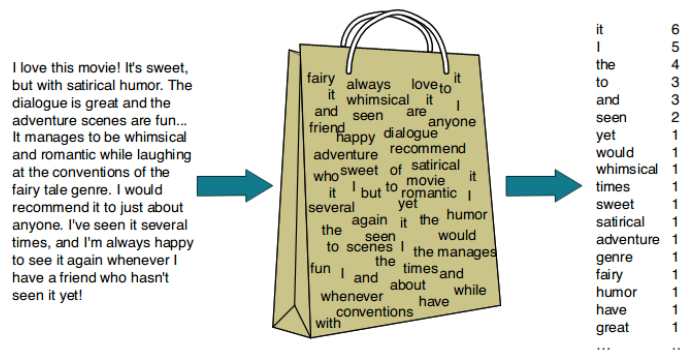 I love this movie! It's sweet,
but with satirical humor. The
dialogue is great and the
adventure scenes are fun...
It manages to be whimsical
and romantic while laughing
at the conventions of the
fairy tale genre. I would
recommend it to just about
anyone. I've seen it several
times, and I'm always happy
to see it again whenever I
have a friend who hasn't
seen it yet!
fairy always love to it
it whimsical it I
and seen are anyone
friend happy dialogue
adventure recommend
who sweet of satirical
it I but to romantic movie it
I
several yet
again it the humor
the seen would
to scenes I the manages
the
fun I and times and
about
whenever have while
conventions
with
it 6
I 5
the 4
to 3
and 3
seen 2
yet 1
would 1
whimsical 1
times 1
sweet 1
satirical 1
adventure 1
genre 1
fairy 1
humor 1
have 1
great 1
... ..